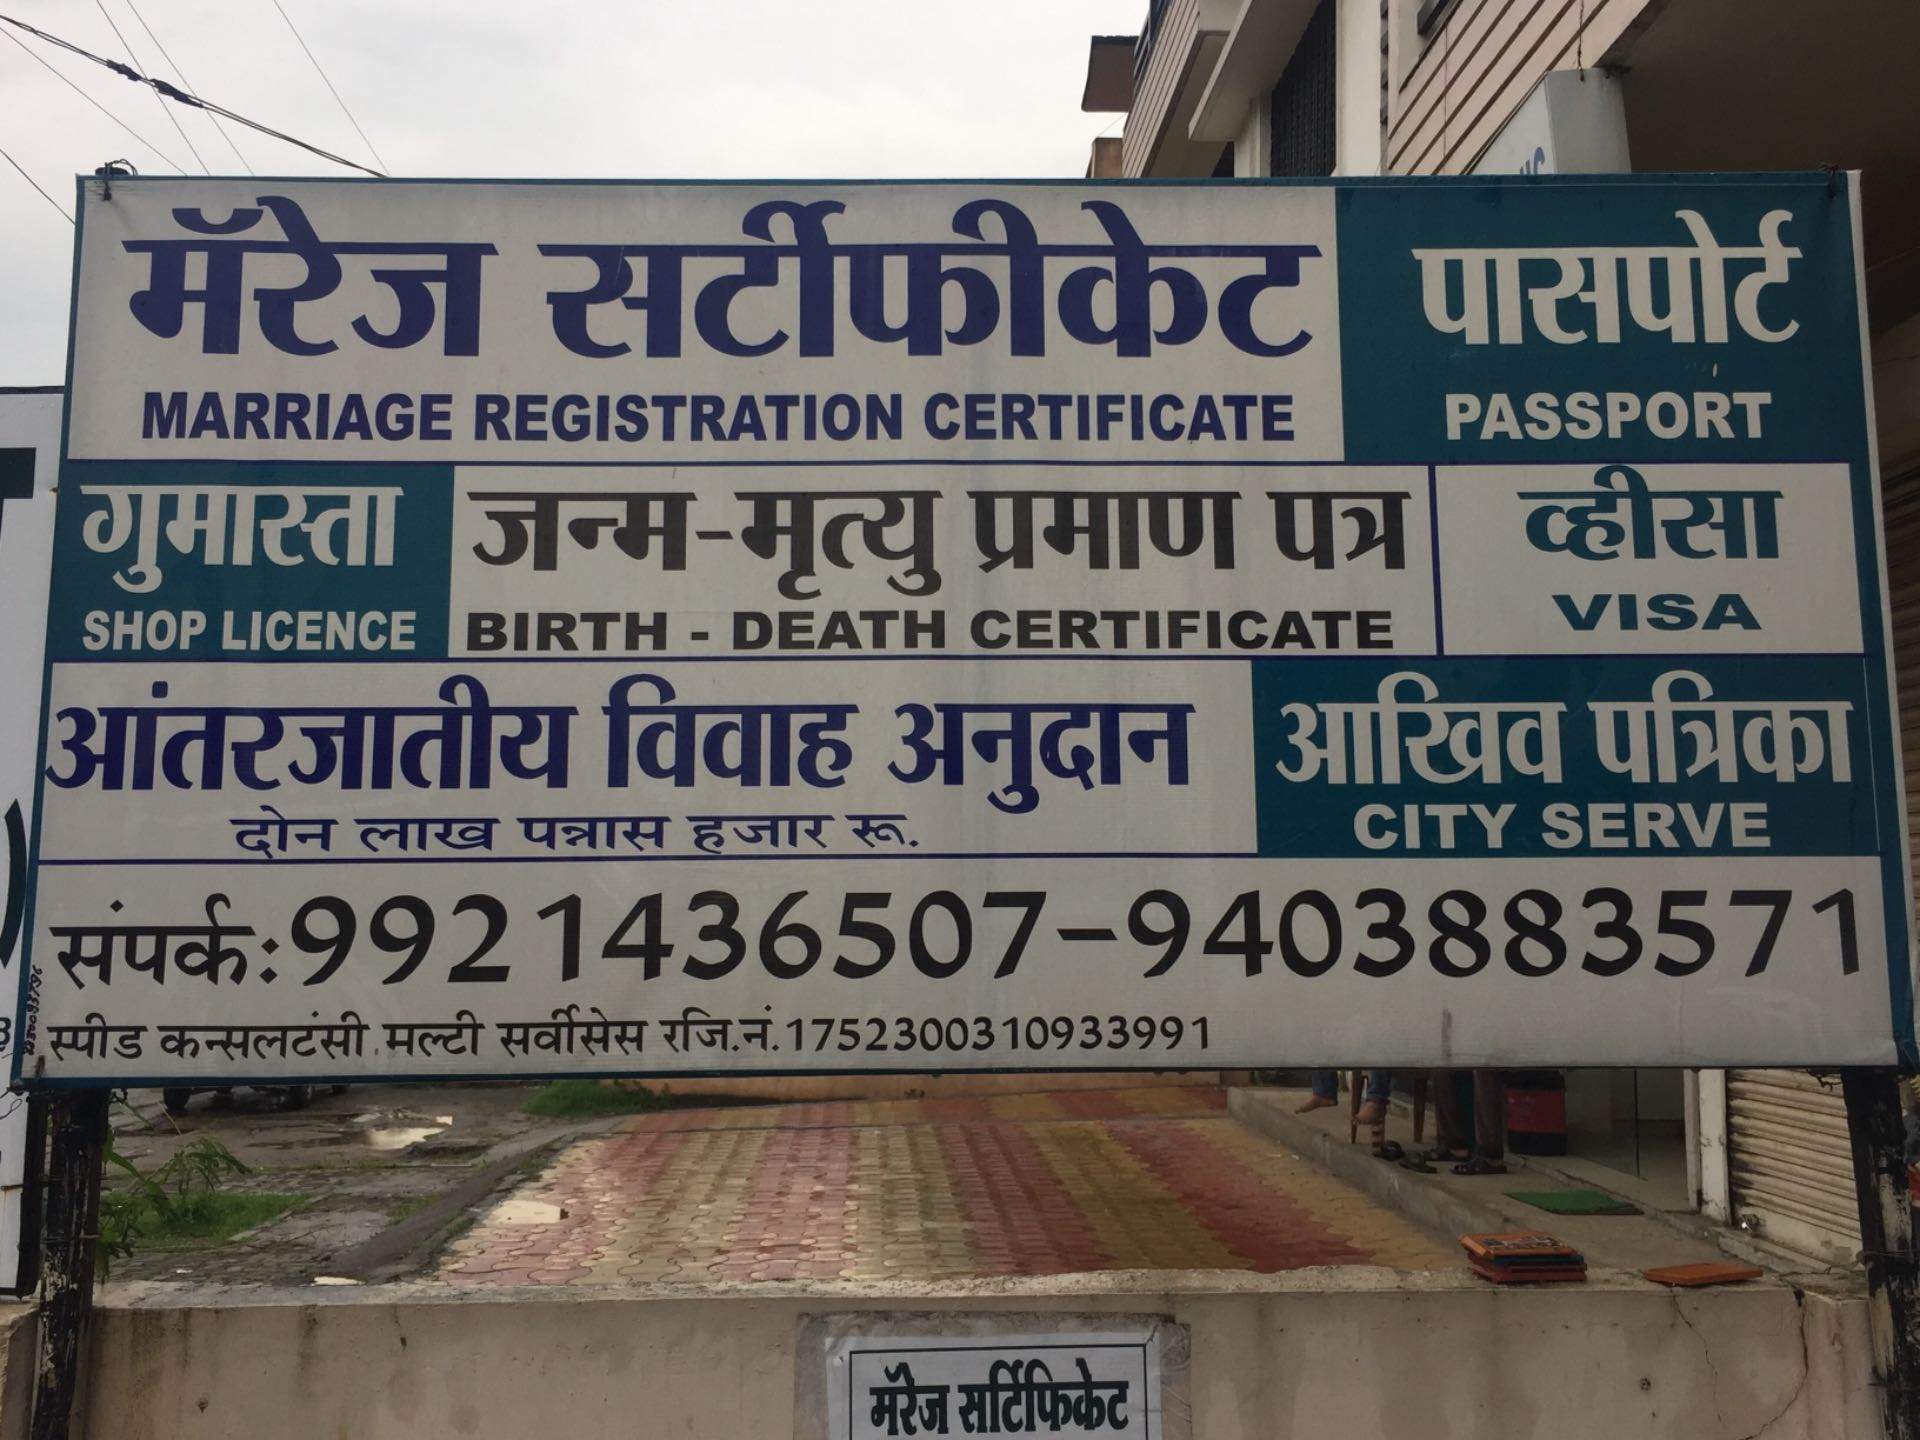 मॅरेज सर्टीफीकेट
MARRIAGE REGISTRATION CERTIFICATE
पासपोर्ट
PASSPORT
गुमास्ता
SHOP LICENCE
जन्म-मृत्यु प्रमाण पत्र
BIRTH - DEATH CERTIFICATE
व्हीसा
VISA
आंतरजातीय विवाह अनुदान
दोन लाख पन्नास हजार रू.
आखिव पत्रिका
CITY SERVE
संपर्क:9921436507-9403883571
स्पीड कन्सलटंसी मल्टी सर्वीसेस रजि.नं.1752300310933991
मॅरेज सर्टिफिकेट